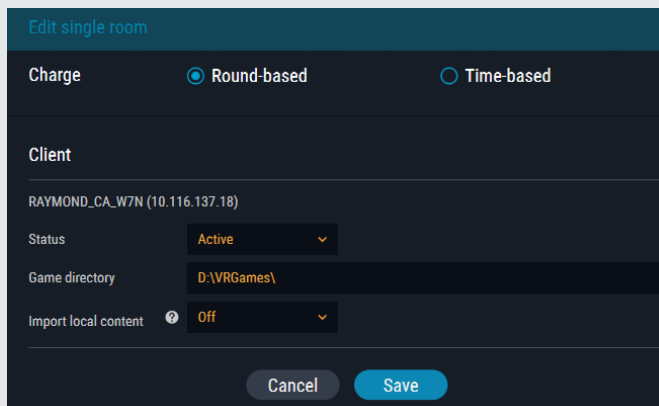 Edit single room
Charge Round-based Time-based
Client
RAYMOND_CA_W7N (10.116.137.18)
Status Active
Game directory D:\VRGames\
Import local content ? Off
Cancel Save